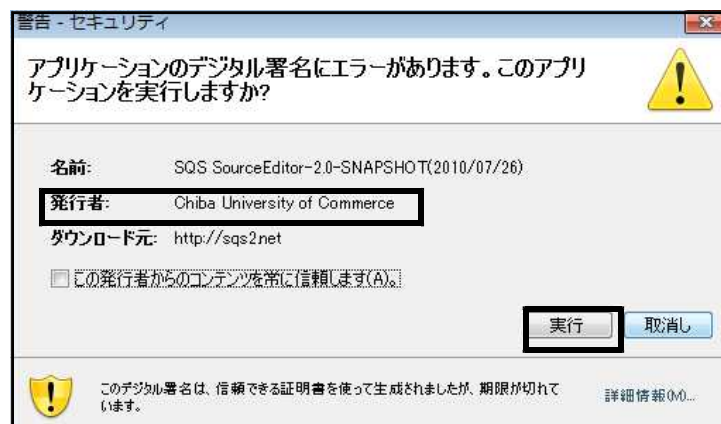 警告 - セキュリティ
アプリケーションのデジタル署名にエラーがあります。このアプリ
ケーションを実行しますか?
名前: SQS SourceEditor-2.0-SNAPSHOT(2010/07/26)
発行者: Chiba University of Commerce
ダウンロード元: http://sqs2.net
この発行者からのコンテンツを常に信頼します(A)。
実行 取消し
このデジタル署名は、信頼できる証明書を使って生成されましたが、期限が切れて
います。
詳細情報(M)...